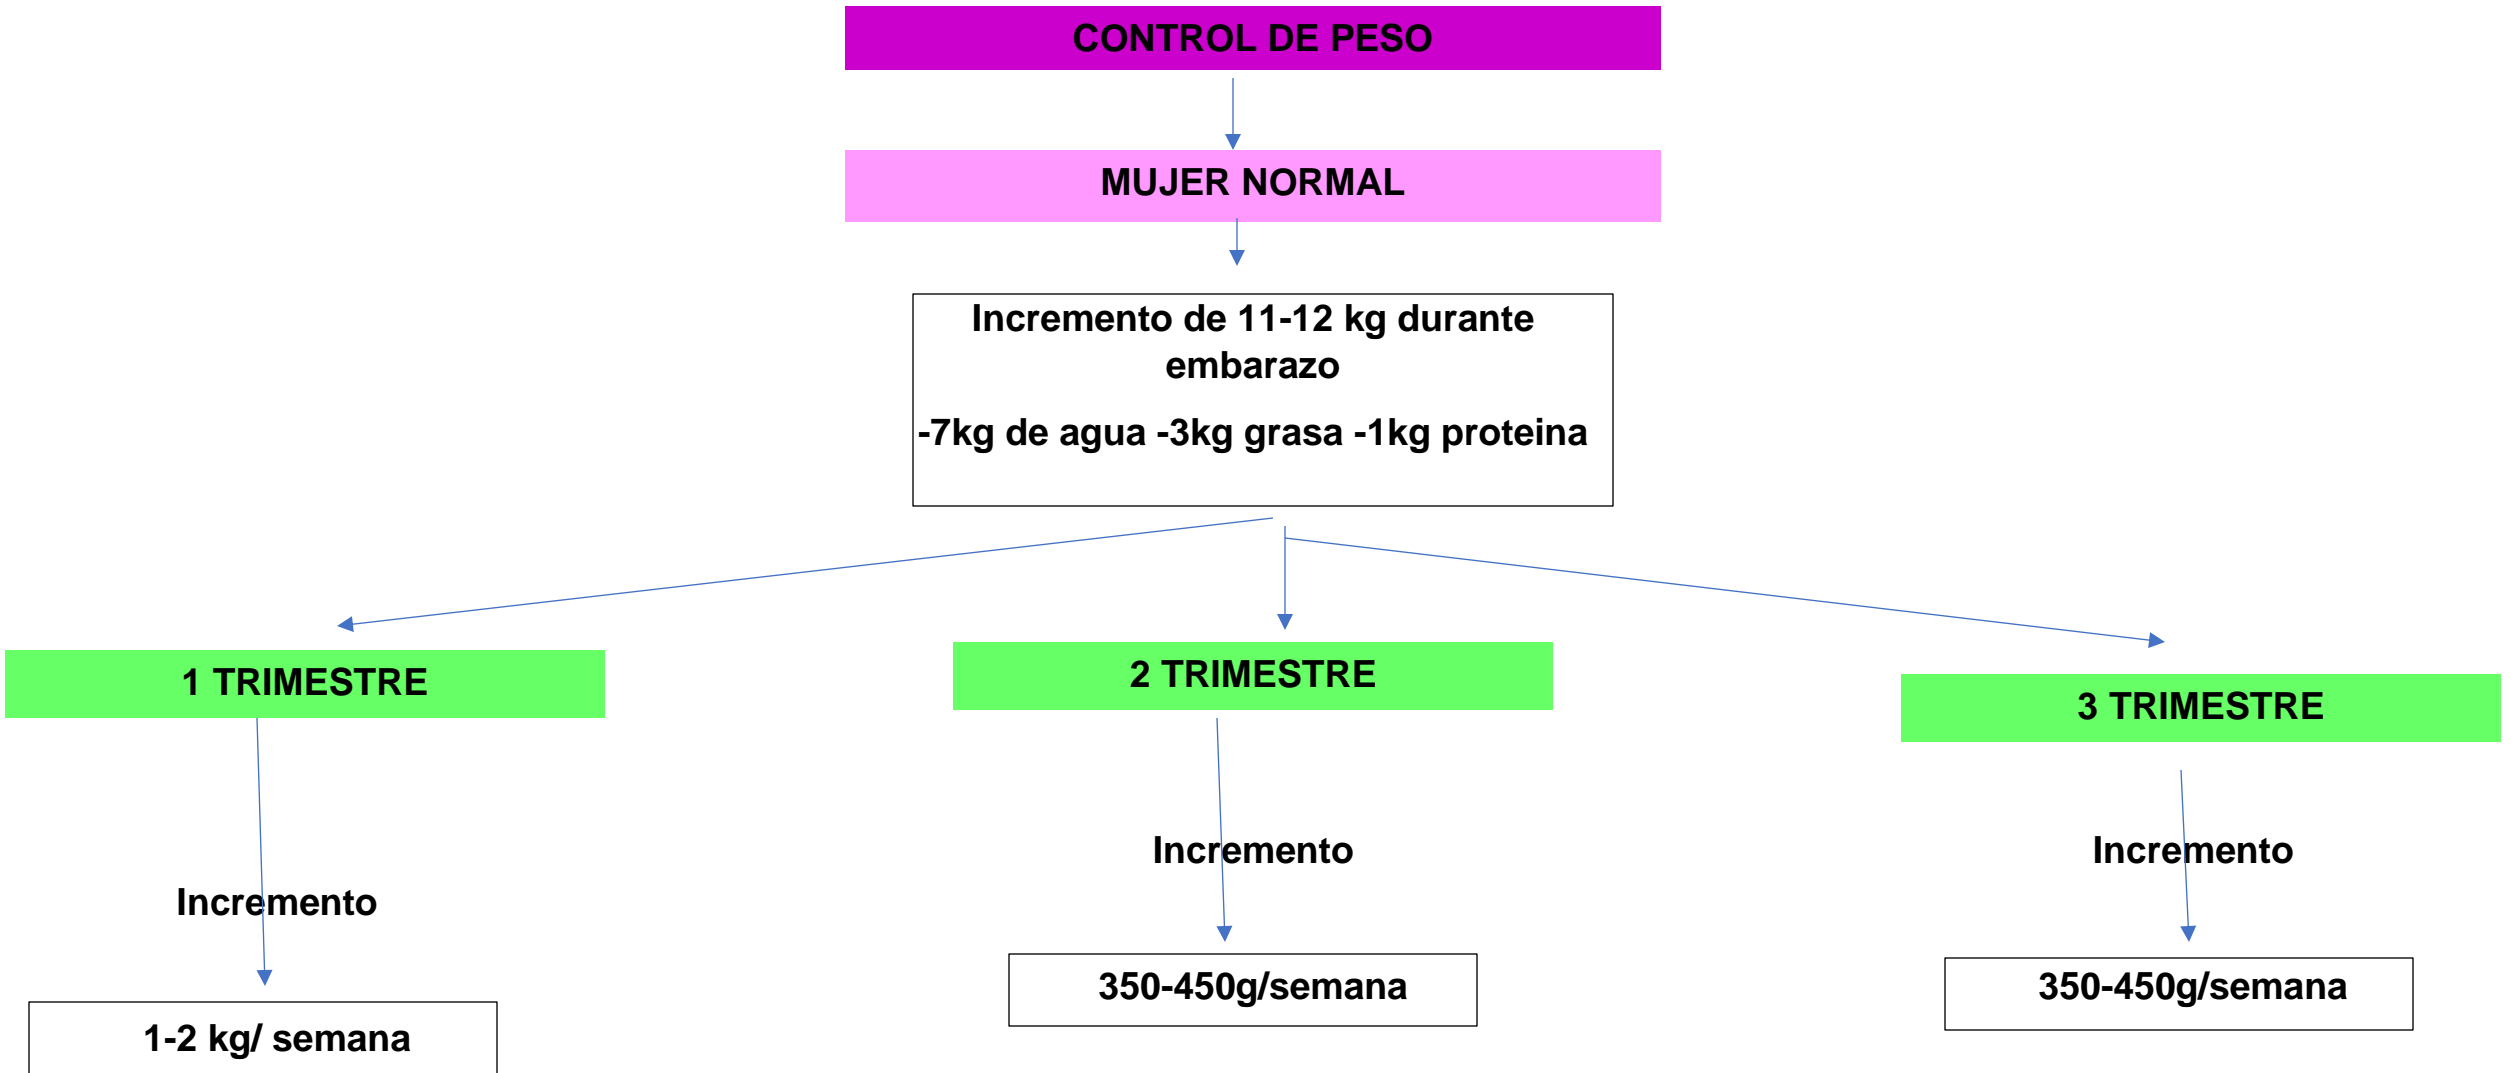 CONTROL DE PESO
MUJER NORMAL
Incremento de 11-12 kg durante
embarazo
-7kg de agua -3kg grasa -1kg proteina
1 TRIMESTRE
2 TRIMESTRE
3 TRIMESTRE
Incremento
Incremento
Incremento
1-2 kg/ semana
350-450g/semana
350-450g/semana